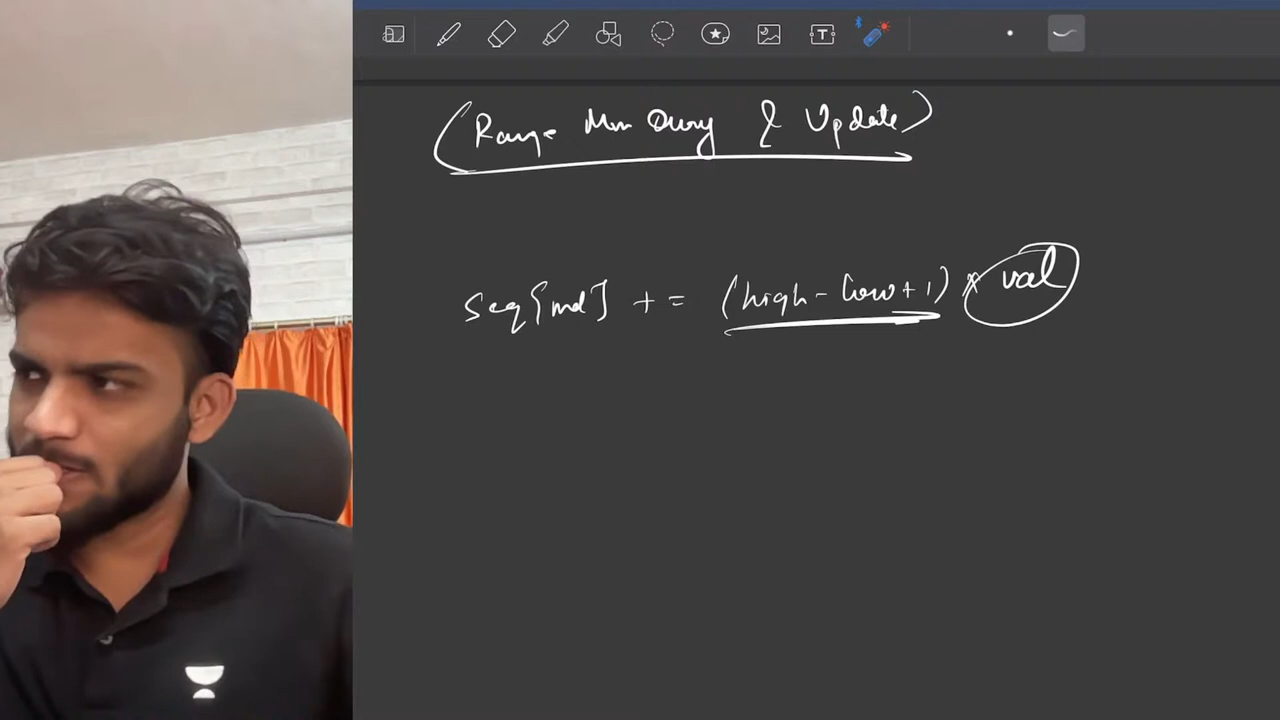 (Range Min Query & Update)
seg[ind] += (high - low + 1) x val